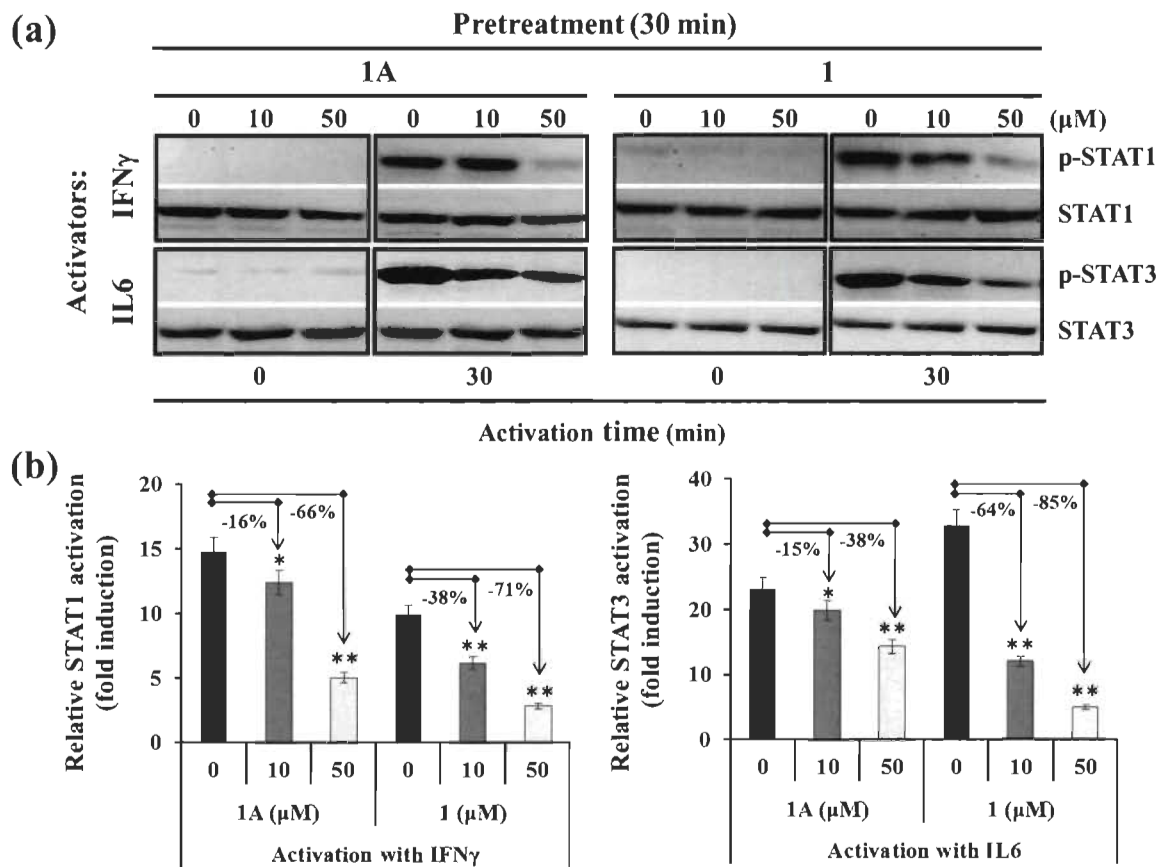 (a)
Pretreatment (30 min)
1A 1
0 10 50 0 10 50 0 10 50 0 10 50 (μM)
Activators:
IFNγ
p-STAT1
STAT1
IL6
p-STAT3
STAT3
0 30 0 30
Activation time (min)
(b)
Relative STAT1 activation
(fold induction)
20
15
10
5
0
-16% -66%
*
**
-38% -71%
**
**
0 10 50 0 10 50
1A (μM) 1 (μM)
Activation with IFNγ
Relative STAT3 activation
(fold induction)
40
30
20
10
0
-15% -38%
*
**
-64% -85%
**
**
0 10 50 0 10 50
1A (μM) 1 (μM)
Activation with IL6